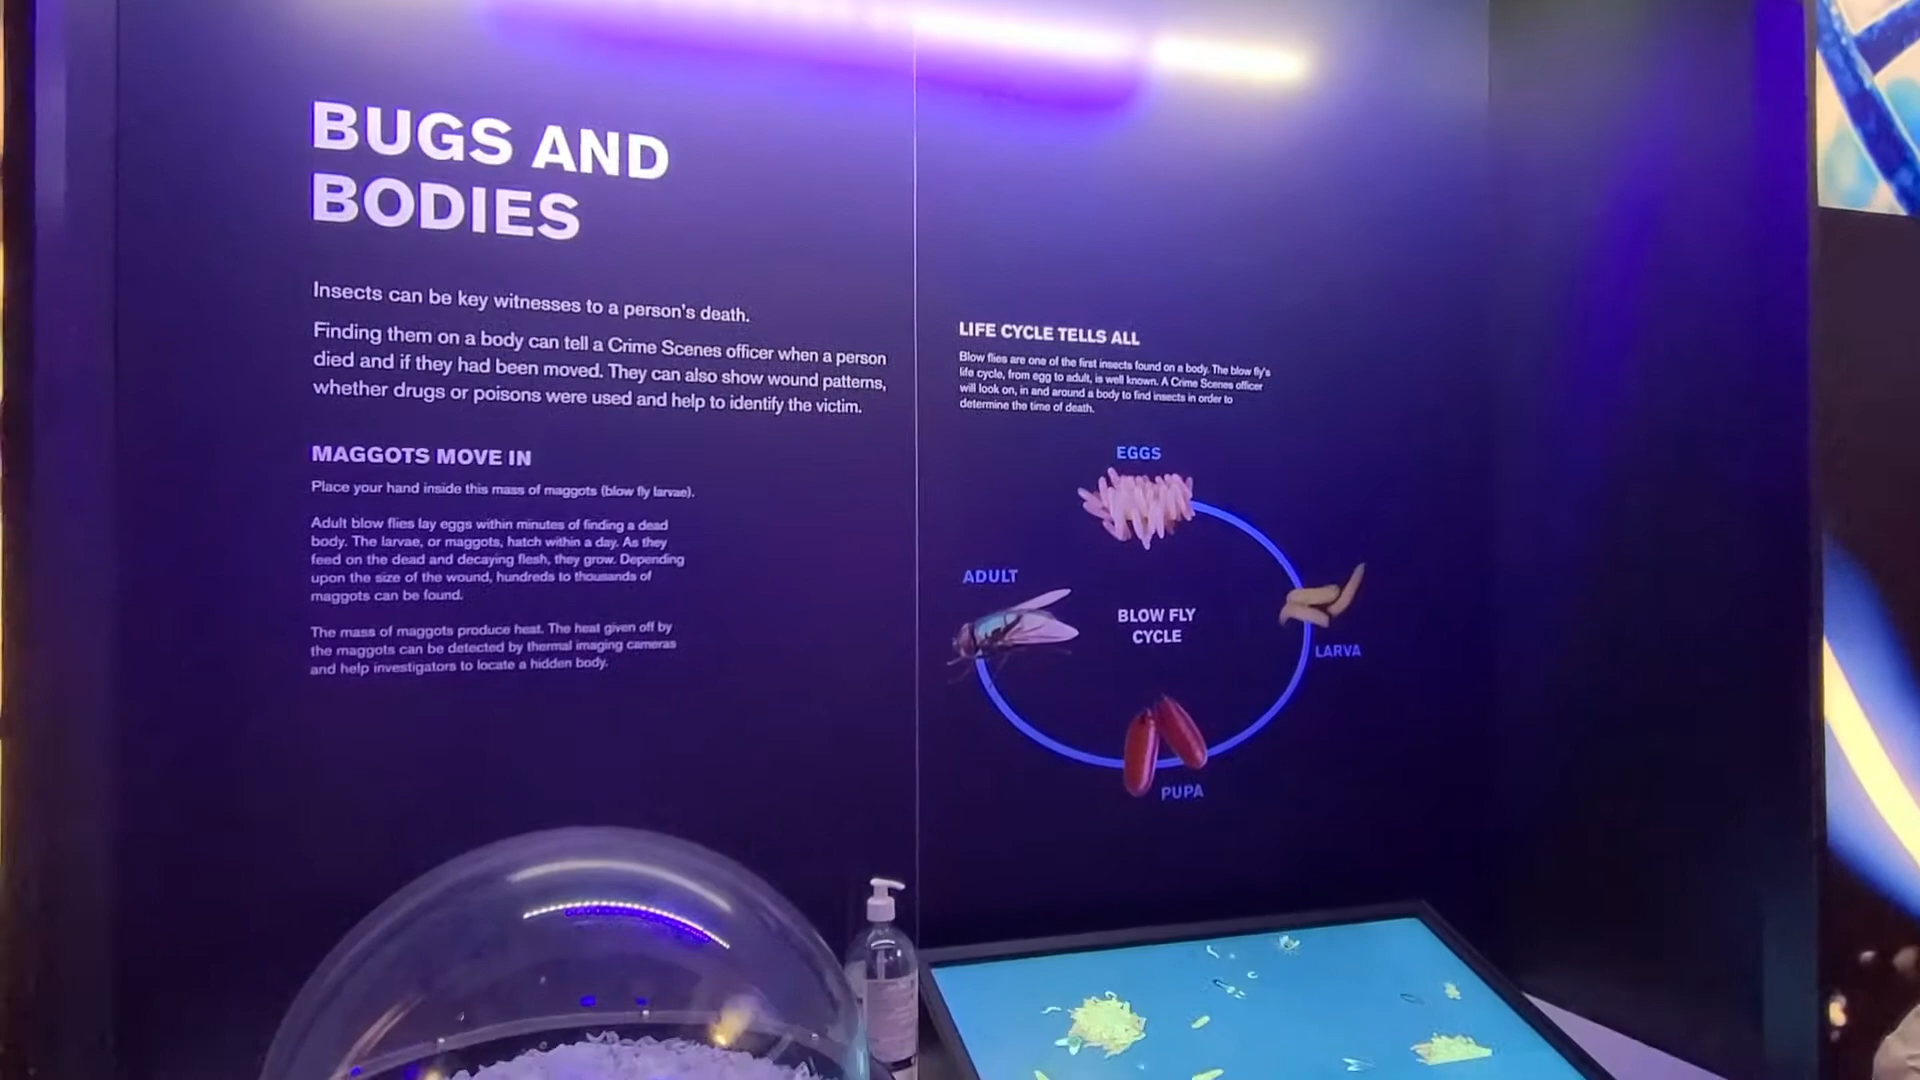 BUGS AND
BODIES
Insects can be key witnesses to a person's death.
Finding them on a body can tell a Crime Scenes officer when a person
died and if they had been moved. They can also show wound patterns,
whether drugs or poisons were used and help to identify the victim.
MAGGOTS MOVE IN
Place your hand inside this mass of maggots (blow fly larvae).
Adult blow flies lay eggs within minutes of finding a dead
body. The larvae, or maggots, hatch within a day. As they
feed on the dead and decaying flesh, they grow. Depending
upon the size of the wound, hundreds to thousands of
maggots can be found.
The mass of maggots produce heat. The heat given off by
the maggots can be detected by thermal imaging cameras
and help investigators to locate a hidden body.
LIFE CYCLE TELLS ALL
Blow flies are one of the first insects found on a body. The blow fly's
life cycle, from egg to adult, is well known. A Crime Scenes officer
will look on, in and around a body to find insects in order to
determine the time of death.
EGGS
ADULT
BLOW FLY
CYCLE
LARVA
PUPA